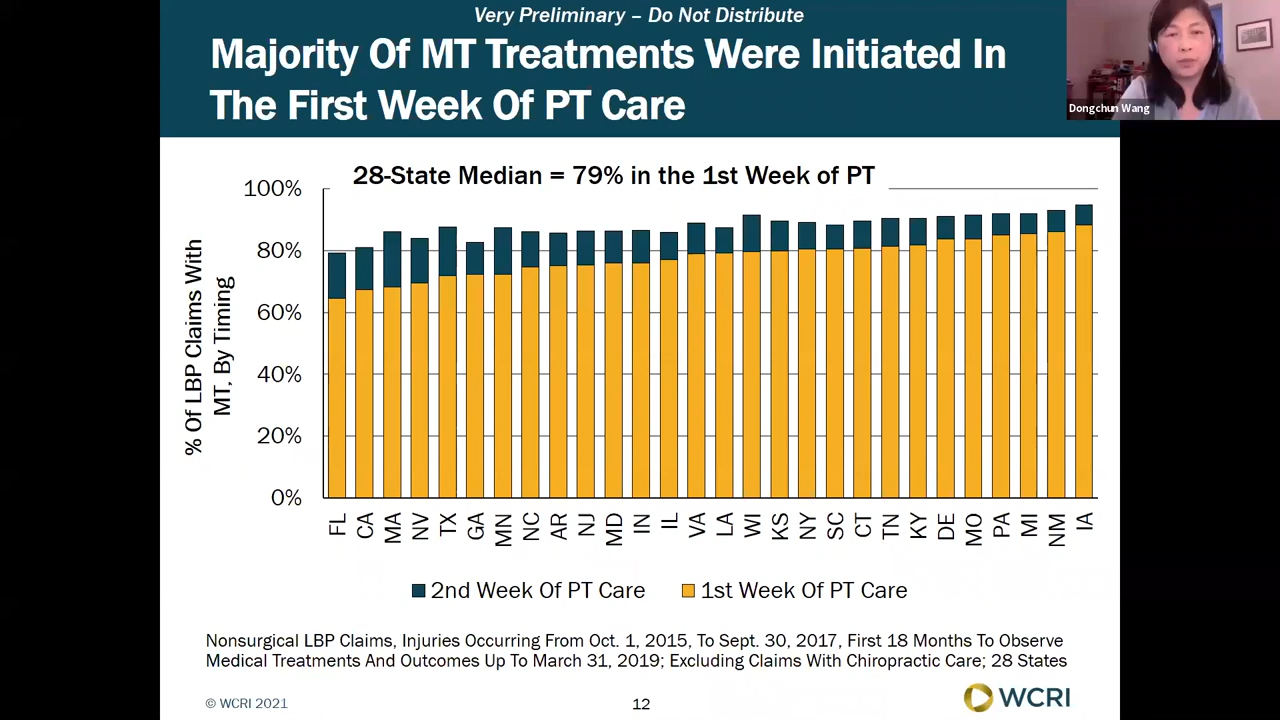 Very Preliminary – Do Not Distribute
Majority Of MT Treatments Were Initiated In
The First Week Of PT Care
Dongchun Wang
28-State Median = 79% in the 1st Week of PT
100%
80%
60%
40%
20%
0%
% Of LBP Claims With
MT, By Timing
FL CA MA NV TX GA MN NC AR NJ MD IN IL VA LA WI KS NY SC CT TN KY DE MO PA MI NM IA
2nd Week Of PT Care 1st Week Of PT Care
Nonsurgical LBP Claims, Injuries Occurring From Oct. 1, 2015, To Sept. 30, 2017, First 18 Months To Observe
Medical Treatments And Outcomes Up To March 31, 2019; Excluding Claims With Chiropractic Care; 28 States
© WCRI 2021
12
WCRI